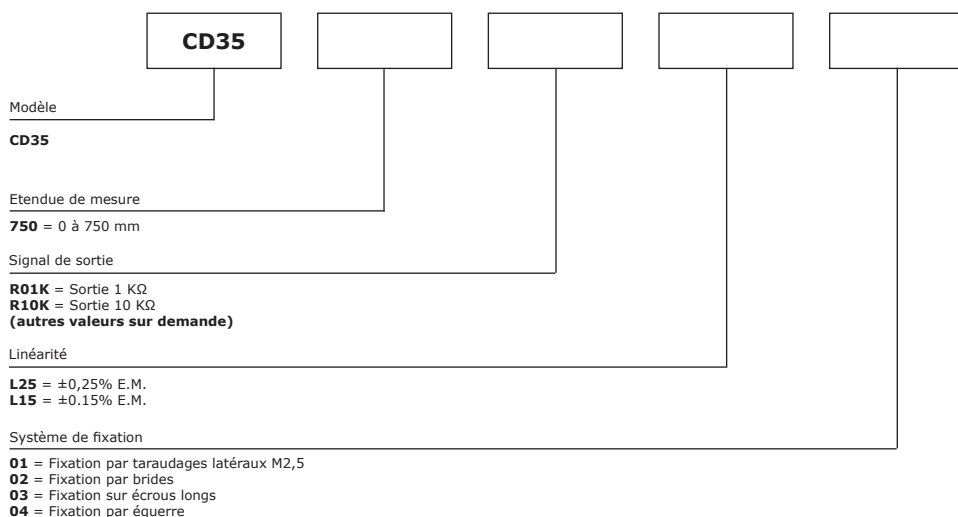 CD35
Modèle
CD35
Etendue de mesure
750 = 0 à 750 mm
Signal de sortie
R01K = Sortie 1 KΩ
R10K = Sortie 10 KΩ
(autres valeurs sur demande)
Linéarité
L25 = ±0,25% E.M.
L15 = ±0.15% E.M.
Système de fixation
01 = Fixation par taraudages latéraux M2,5
02 = Fixation par brides
03 = Fixation sur écrous longs
04 = Fixation par équerre